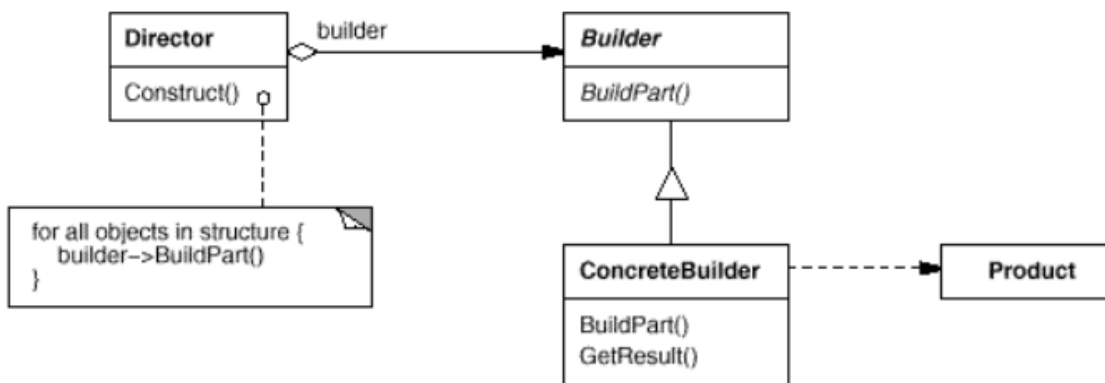 Director
Construct()
builder
Builder
BuildPart()
for all objects in structure {
builder–>BuildPart()
}
ConcreteBuilder
BuildPart()
GetResult()
Product